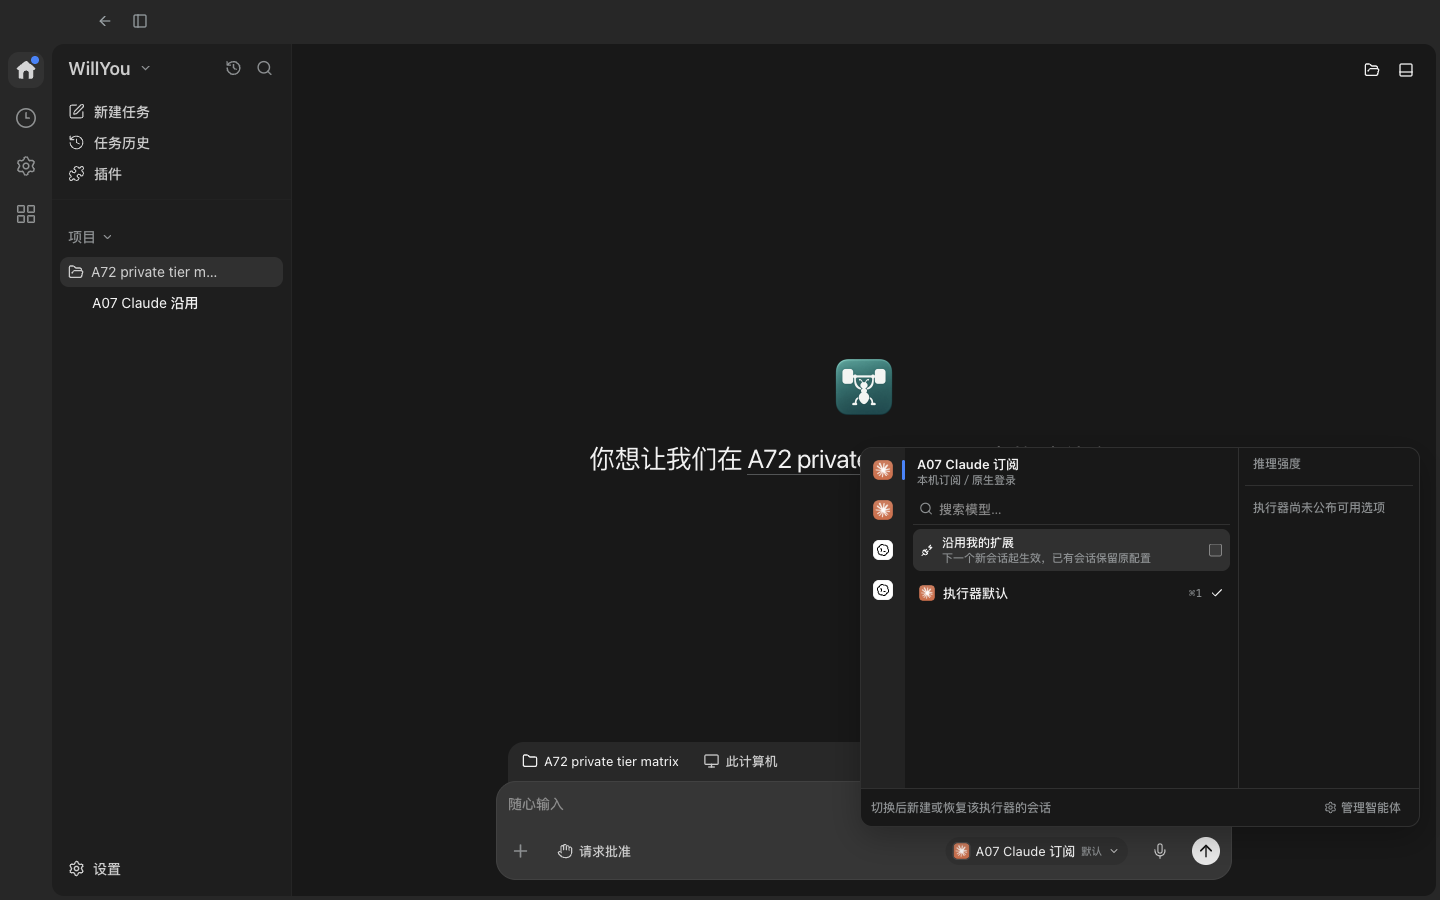 WillYou
新建任务
任务历史
插件
项目
A72 private tier m...
A07 Claude 沿用
设置
你想让我们在 A72 private
A07 Claude 订阅
本机订阅 / 原生登录
搜索模型...
沿用我的扩展
下一个新会话起生效，已有会话保留原配置
执行器默认 ⌘1
推理强度
执行器尚未公布可用选项
切换后新建或恢复该执行器的会话
管理智能体
A72 private tier matrix 此计算机
随心输入
请求批准
A07 Claude 订阅 默认